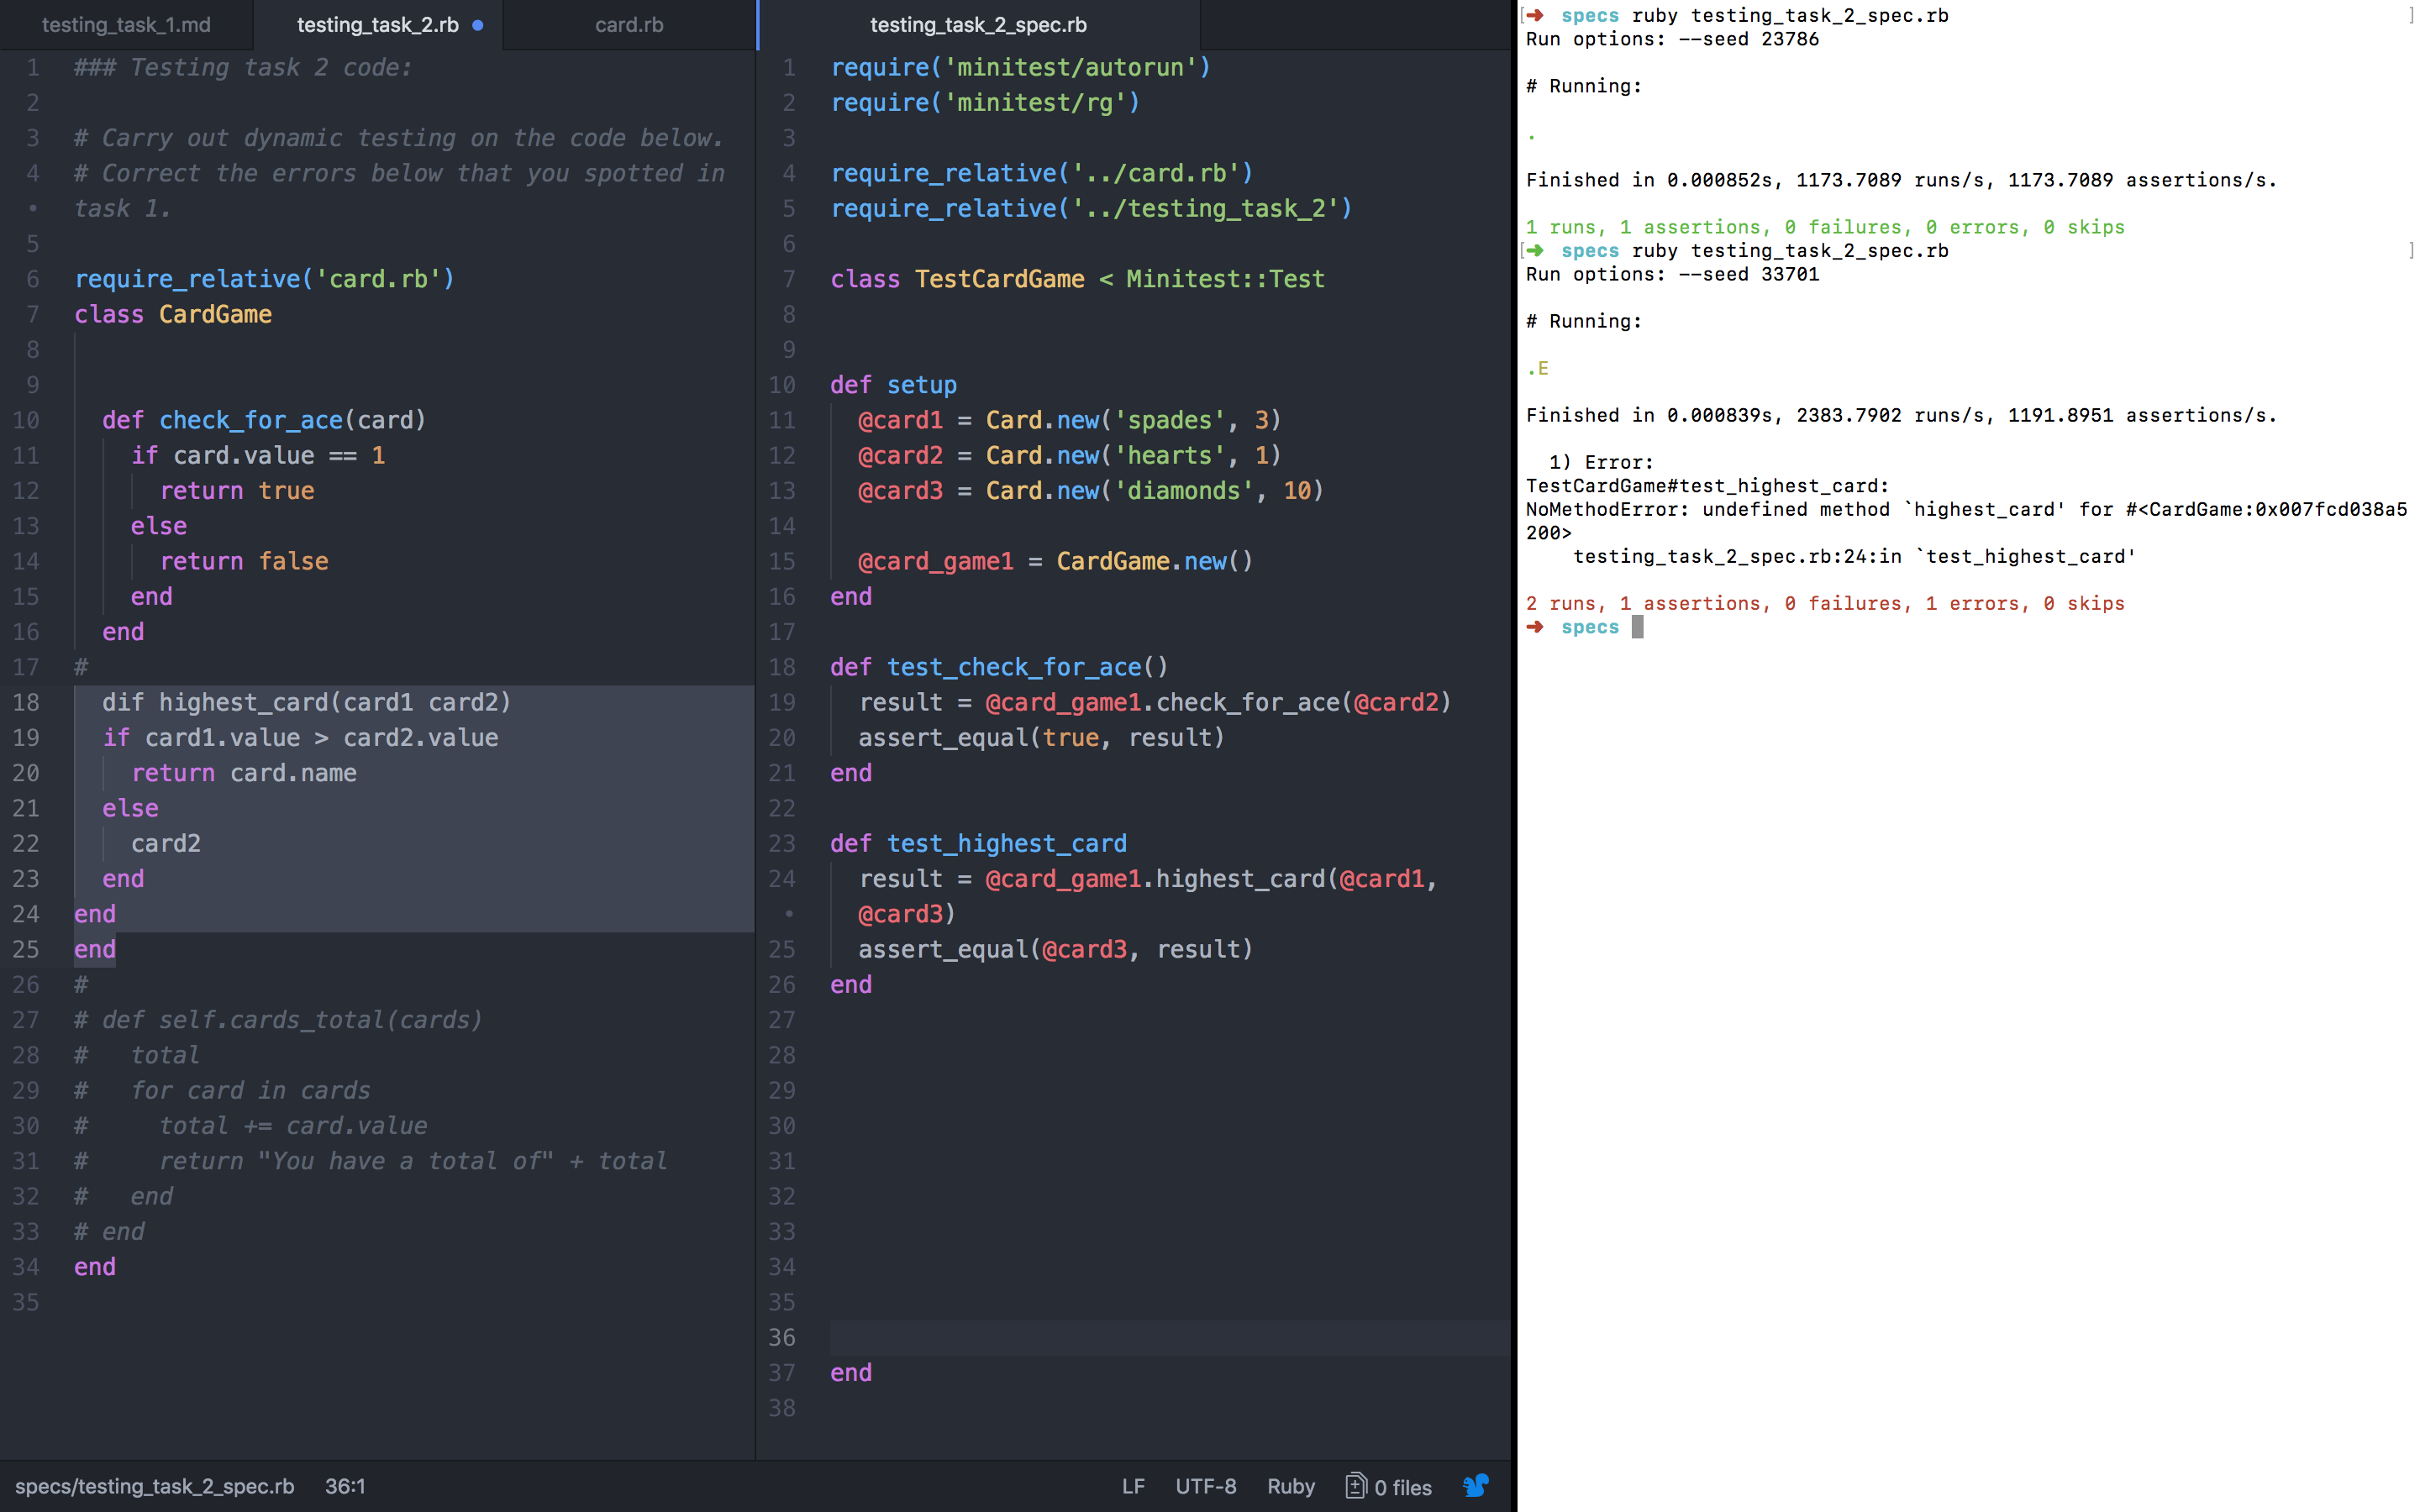 testing_task_1.md
testing_task_2.rb
card.rb
testing_task_2_spec.rb
1 ### Testing task 2 code:
2
3 # Carry out dynamic testing on the code below.
4 # Correct the errors below that you spotted in
• task 1.
5
6 require_relative('card.rb')
7 class CardGame
8
9
10   def check_for_ace(card)
11     if card.value == 1
12       return true
13     else
14       return false
15     end
16   end
17 #
18   dif highest_card(card1 card2)
19   if card1.value > card2.value
20     return card.name
21   else
22     card2
23   end
24 end
25 end
26 #
27 # def self.cards_total(cards)
28 #   total
29 #   for card in cards
30 #     total += card.value
31 #     return "You have a total of" + total
32 #   end
33 # end
34 end
35
1 require('minitest/autorun')
2 require('minitest/rg')
3
4 require_relative('../card.rb')
5 require_relative('../testing_task_2')
6
7 class TestCardGame < Minitest::Test
8
9
10 def setup
11   @card1 = Card.new('spades', 3)
12   @card2 = Card.new('hearts', 1)
13   @card3 = Card.new('diamonds', 10)
14
15   @card_game1 = CardGame.new()
16 end
17
18 def test_check_for_ace()
19   result = @card_game1.check_for_ace(@card2)
20   assert_equal(true, result)
21 end
22
23 def test_highest_card
24   result = @card_game1.highest_card(@card1,
•   @card3)
25   assert_equal(@card3, result)
26 end
27
28
29
30
31
32
33
34
35
36
37 end
38
specs/testing_task_2_spec.rb 36:1
LF UTF-8 Ruby 0 files
[➜ specs ruby testing_task_2_spec.rb ]
Run options: --seed 23786
# Running:
.
Finished in 0.000852s, 1173.7089 runs/s, 1173.7089 assertions/s.
1 runs, 1 assertions, 0 failures, 0 errors, 0 skips
[➜ specs ruby testing_task_2_spec.rb ]
Run options: --seed 33701
# Running:
.E
Finished in 0.000839s, 2383.7902 runs/s, 1191.8951 assertions/s.
  1) Error:
TestCardGame#test_highest_card:
NoMethodError: undefined method `highest_card' for #<CardGame:0x007fcd038a5
200>
    testing_task_2_spec.rb:24:in `test_highest_card'
2 runs, 1 assertions, 0 failures, 1 errors, 0 skips
➜ specs